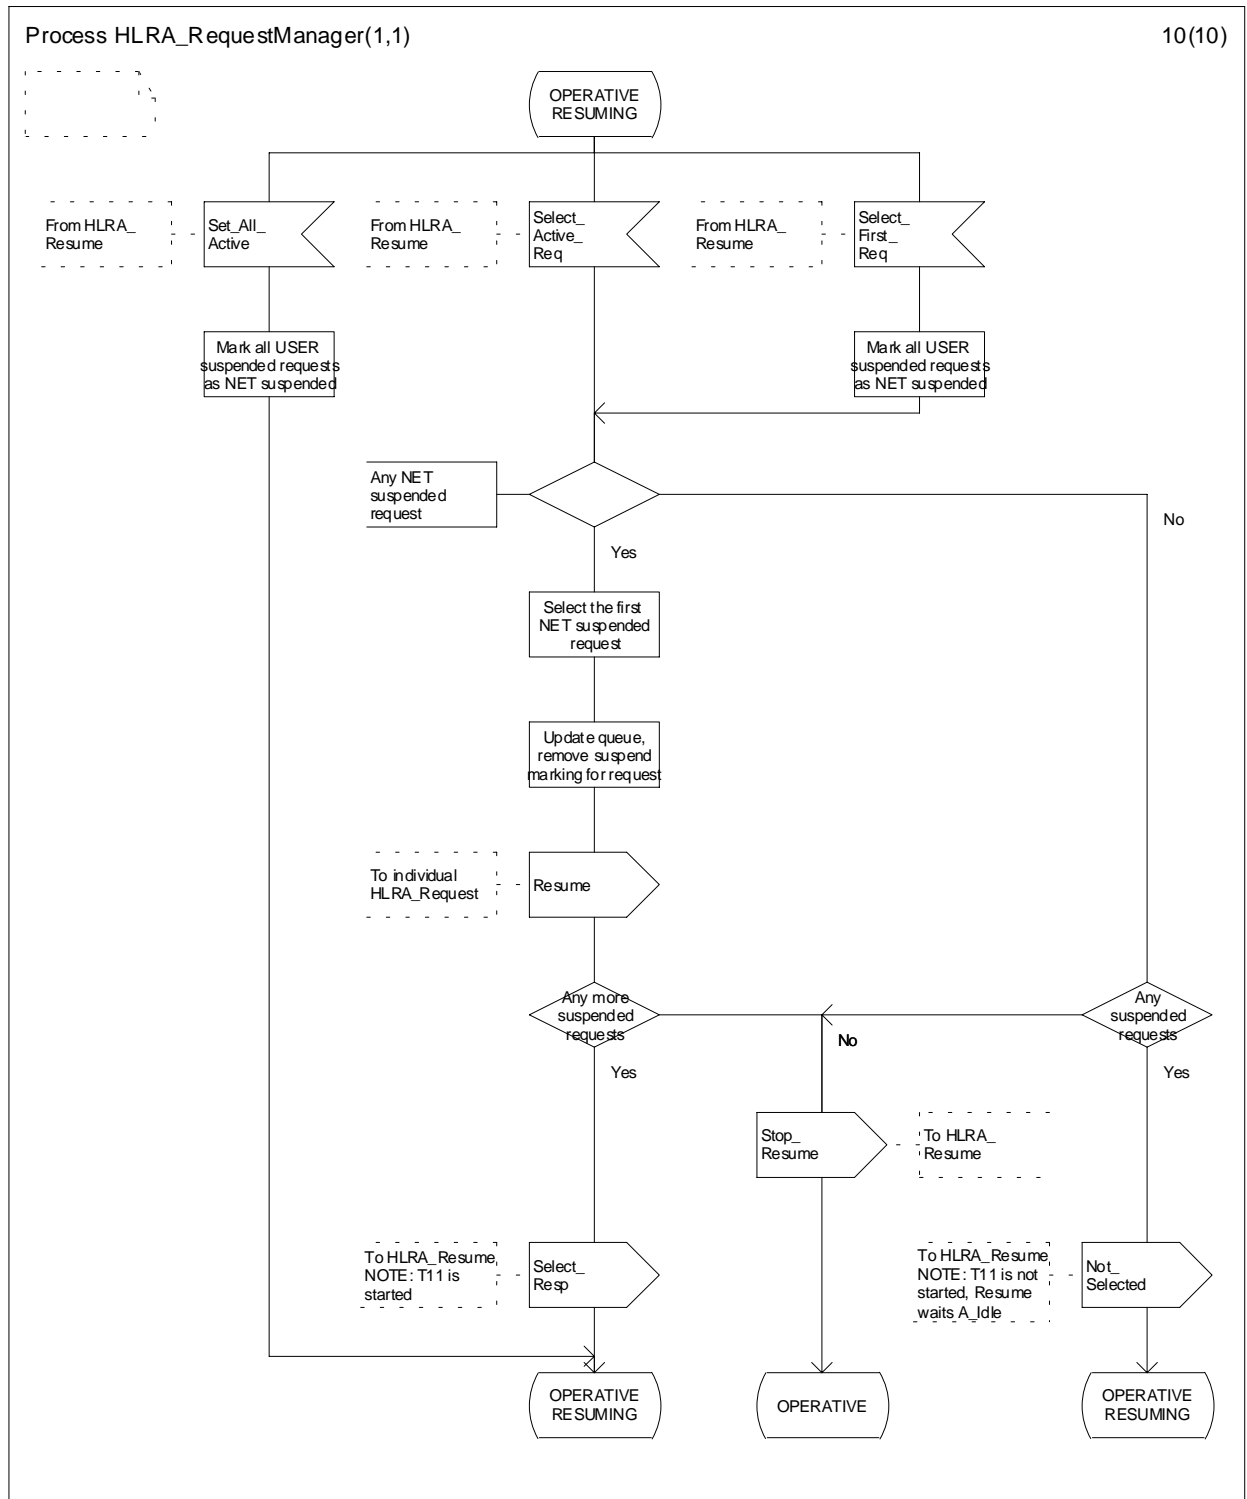 Process HLRA_RequestManager(1,1)
10(10)
OPERATIVE
RESUMING
From HLRA_
Resume
Set_All_
Active
From HLRA_
Resume
Select_
Active_
Req
From HLRA_
Resume
Select_
First_
Req
Mark all USER
suspended requests
as NET suspended
Mark all USER
suspended requests
as NET suspended
Any NET
suspended
request
No
Yes
Select the first
NET suspended
request
Update queue,
remove suspend
marking for request
To individual
HLRA_Request
Resume
Any more
suspended
requests
No
Any
suspended
requests
Yes
Yes
Stop_
Resume
To HLRA_
Resume
To HLRA_Resume
NOTE: T11 is
started
Select_
Resp
To HLRA_Resume
NOTE: T11 is not
started, Resume
waits A_Idle
Not_
Selected
OPERATIVE
RESUMING
OPERATIVE
OPERATIVE
RESUMING